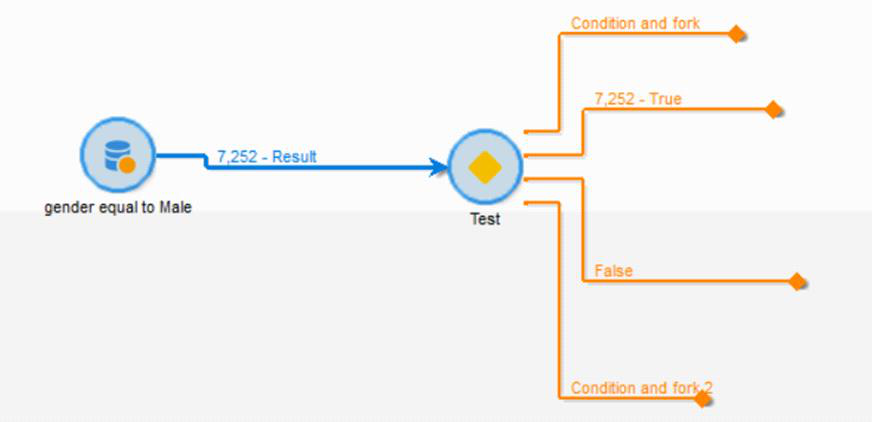 Condition and fork
7,252 - True
7,252 - Result
gender equal to Male
Test
False
Condition and fork 2